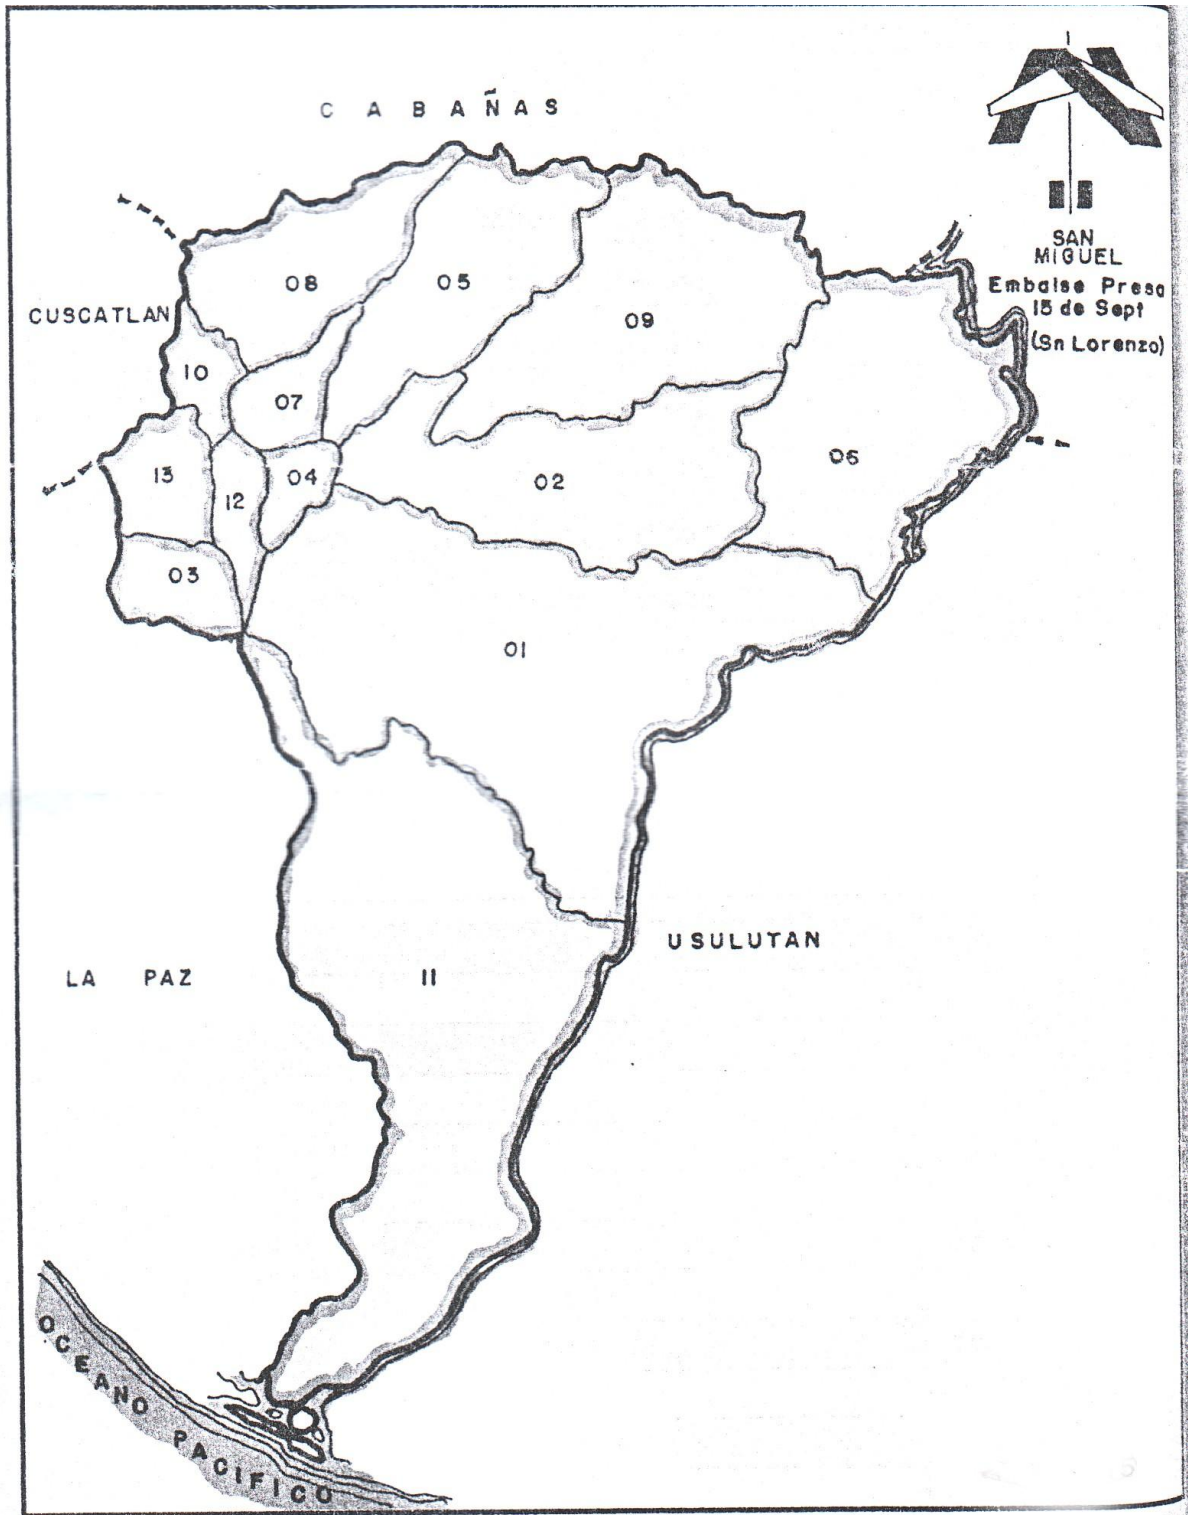 CABAÑAS
SAN
MIGUEL
Embalse Presa
15 de Sept
(Sn Lorenzo)
CUSCATLAN
08
05
09
10
07
06
13
12
04
02
03
01
USULUTAN
LA PAZ
11
OCEANO PACIFICO